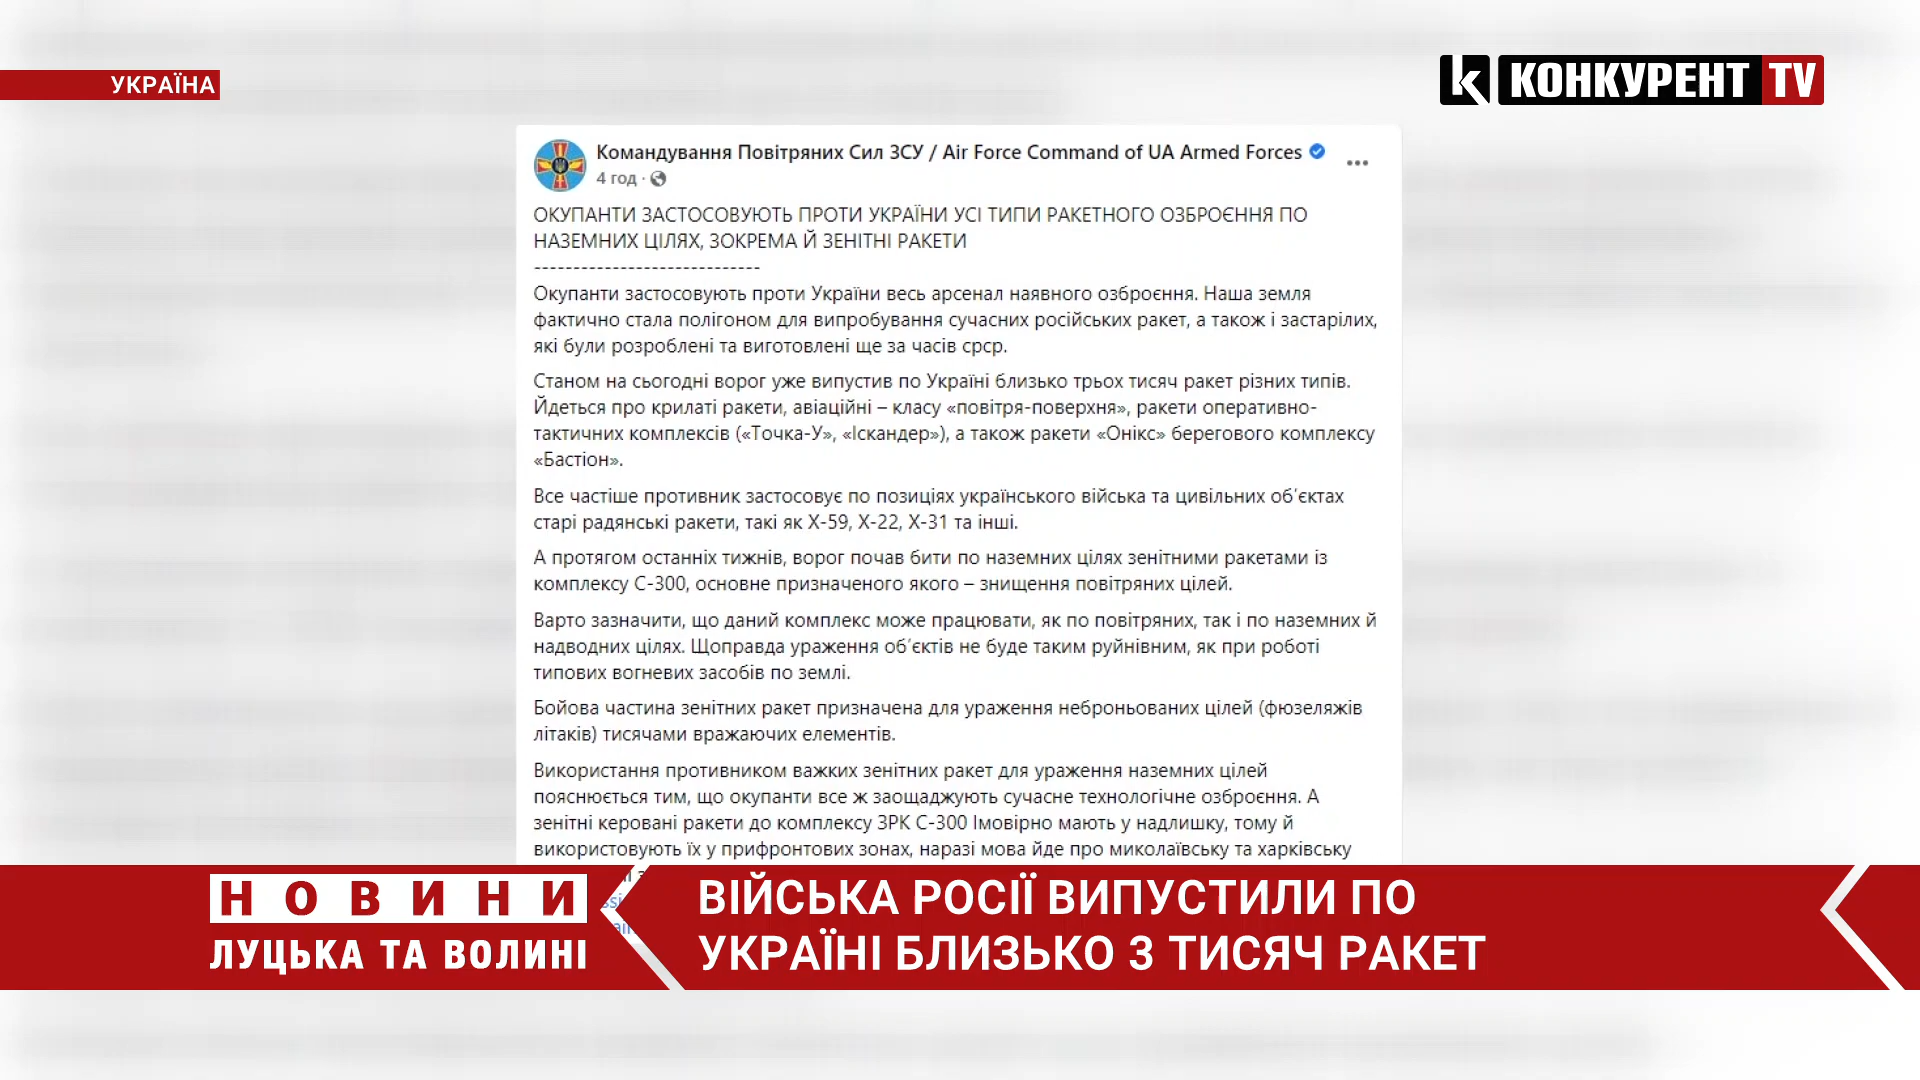 УКРАЇНА
КОНКУРЕНТ TV
Командування Повітряних Сил ЗСУ / Air Force Command of UA Armed Forces
4 год ·
ОКУПАНТИ ЗАСТОСОВУЮТЬ ПРОТИ УКРАЇНИ УСІ ТИПИ РАКЕТНОГО ОЗБРОЄННЯ ПО
НАЗЕМНИХ ЦІЛЯХ, ЗОКРЕМА Й ЗЕНІТНІ РАКЕТИ
-----------------------------
Окупанти застосовують проти України весь арсенал наявного озброєння. Наша земля
фактично стала полігоном для випробування сучасних російських ракет, а також і застарілих,
які були розроблені та виготовлені ще за часів срср.
Станом на сьогодні ворог уже випустив по Україні близько трьох тисяч ракет різних типів.
Йдеться про крилаті ракети, авіаційні – класу «повітря-поверхня», ракети оперативно-
тактичних комплексів («Точка-У», «Іскандер»), а також ракети «Онікс» берегового комплексу
«Бастіон».
Все частіше противник застосовує по позиціях українського війська та цивільних об’єктах
старі радянські ракети, такі як Х-59, Х-22, Х-31 та інші.
А протягом останніх тижнів, ворог почав бити по наземних цілях зенітними ракетами із
комплексу С-300, основне призначеного якого – знищення повітряних цілей.
Варто зазначити, що даний комплекс може працювати, як по повітряних, так і по наземних й
надводних цілях. Щоправда ураження об’єктів не буде таким руйнівним, як при роботі
типових вогневих засобів по землі.
Бойова частина зенітних ракет призначена для ураження неброньованих цілей (фюзеляжів
літаків) тисячами вражаючих елементів.
Використання противником важких зенітних ракет для ураження наземних цілей
пояснюється тим, що окупанти все ж заощаджують сучасне технологічне озброєння. А
зенітні керовані ракети до комплексу ЗРК С-300 Імовірно мають у надлишку, тому й
використовують їх у прифронтових зонах, наразі мова йде про миколаївську та харківську
НОВИНИ
ЛУЦЬКА ТА ВОЛИНІ
ВІЙСЬКА РОСІЇ ВИПУСТИЛИ ПО
УКРАЇНІ БЛИЗЬКО 3 ТИСЯЧ РАКЕТ